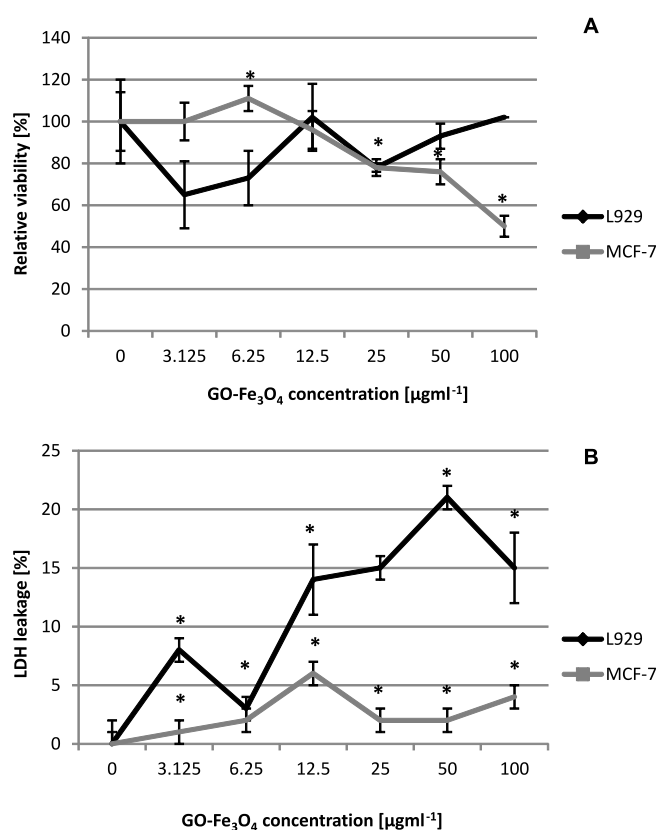 A
Relative viability [%]
140
120
100
80
60
40
20
0
* * * *
0 3.125 6.25 12.5 25 50 100
GO-Fe₃O₄ concentration [µgml⁻¹]
L929
MCF-7
B
LDH leakage [%]
25
20
15
10
5
0
* * * * *
* * * * *
*
0 3.125 6.25 12.5 25 50 100
GO-Fe₃O₄ concentration [µgml⁻¹]
L929
MCF-7